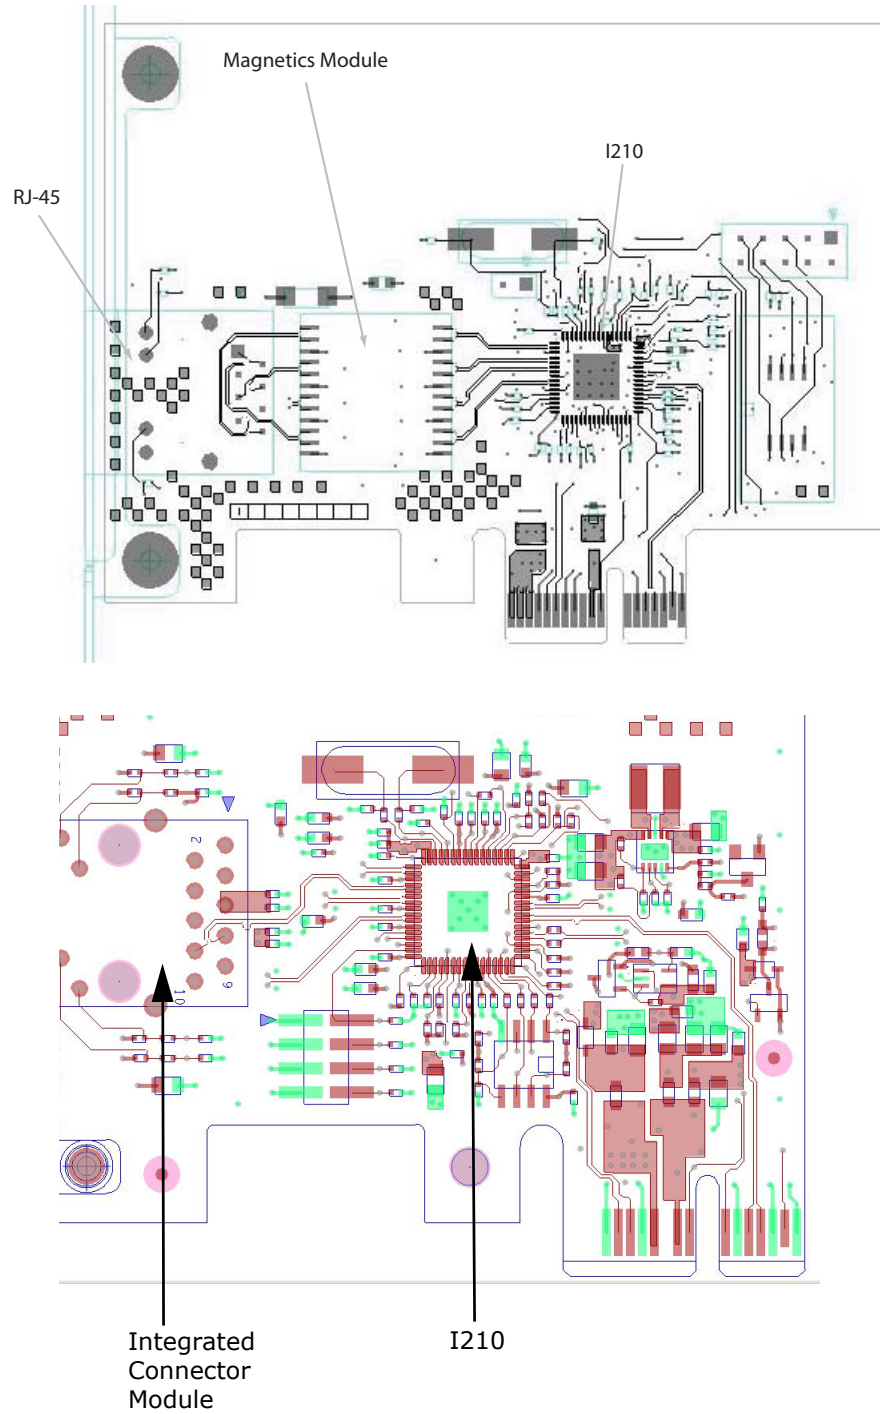 Magnetics Module
I210
RJ-45
2
10
9
Integrated
Connector
Module
I210